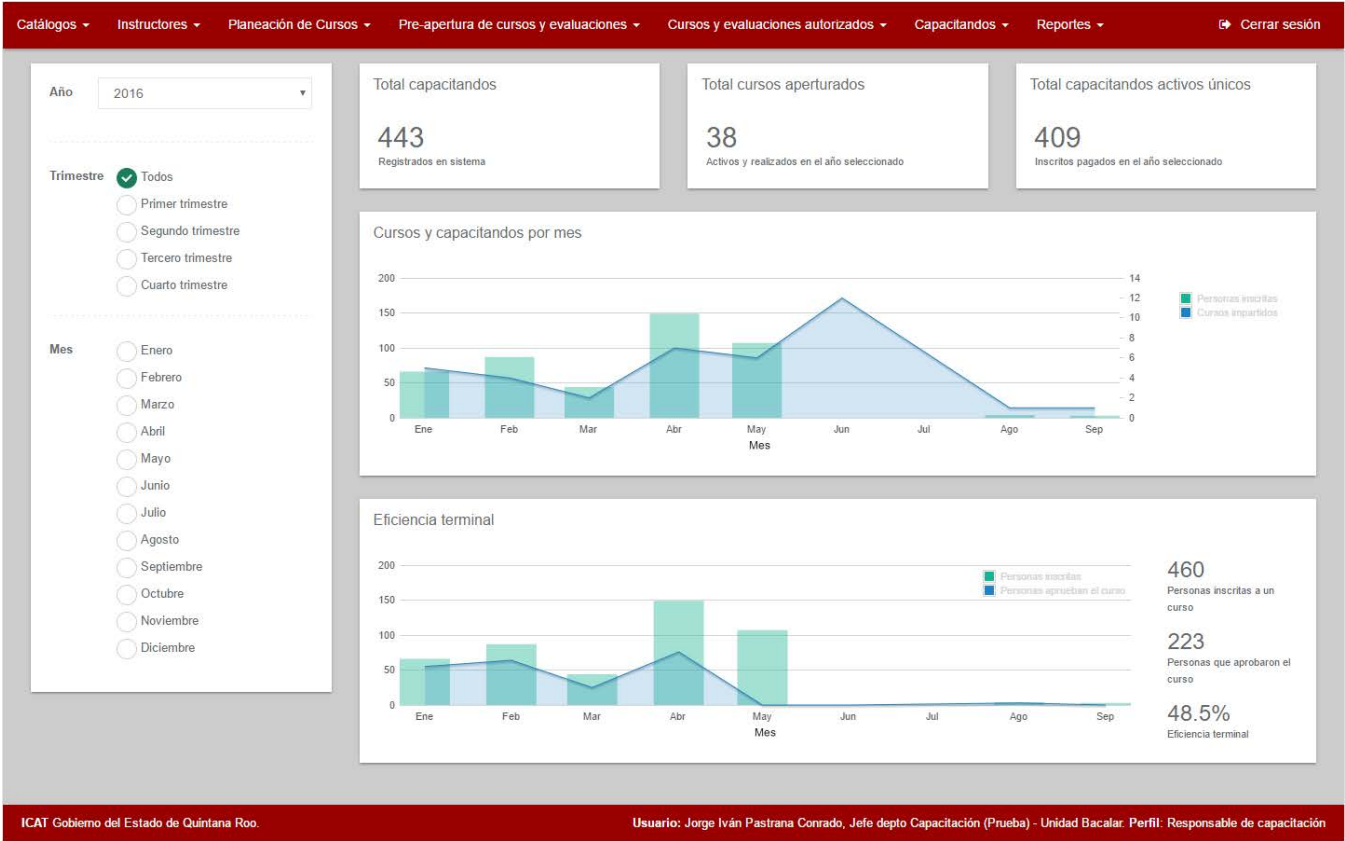 Catálogos Instructores Planeación de Cursos Pre-apertura de cursos y evaluaciones Cursos y evaluaciones autorizados Capacitandos Reportes Cerrar sesión
Año 2016
Trimestre Todos
Primer trimestre
Segundo trimestre
Tercero trimestre
Cuarto trimestre
Mes Enero
Febrero
Marzo
Abril
Mayo
Junio
Julio
Agosto
Septiembre
Octubre
Noviembre
Diciembre
Total capacitandos
443
Registrados en sistema
Total cursos aperturados
38
Activos y realizados en el año seleccionado
Total capacitandos activos únicos
409
Inscritos pagados en el año seleccionado
Cursos y capacitandos por mes
200
150
100
50
0
14
12
10
8
6
4
2
0
Ene Feb Mar Abr May Jun Jul Ago Sep
Mes
Personas inscritas
Cursos impartidos
Eficiencia terminal
200
150
100
50
0
Ene Feb Mar Abr May Jun Jul Ago Sep
Mes
Personas inscritas
Personas aprueban el curso
460
Personas inscritas a un
curso
223
Personas que aprobaron el
curso
48.5%
Eficiencia terminal
ICAT Gobierno del Estado de Quintana Roo.
Usuario: Jorge Iván Pastrana Conrado, Jefe depto Capacitación (Prueba) - Unidad Bacalar. Perfil: Responsable de capacitación